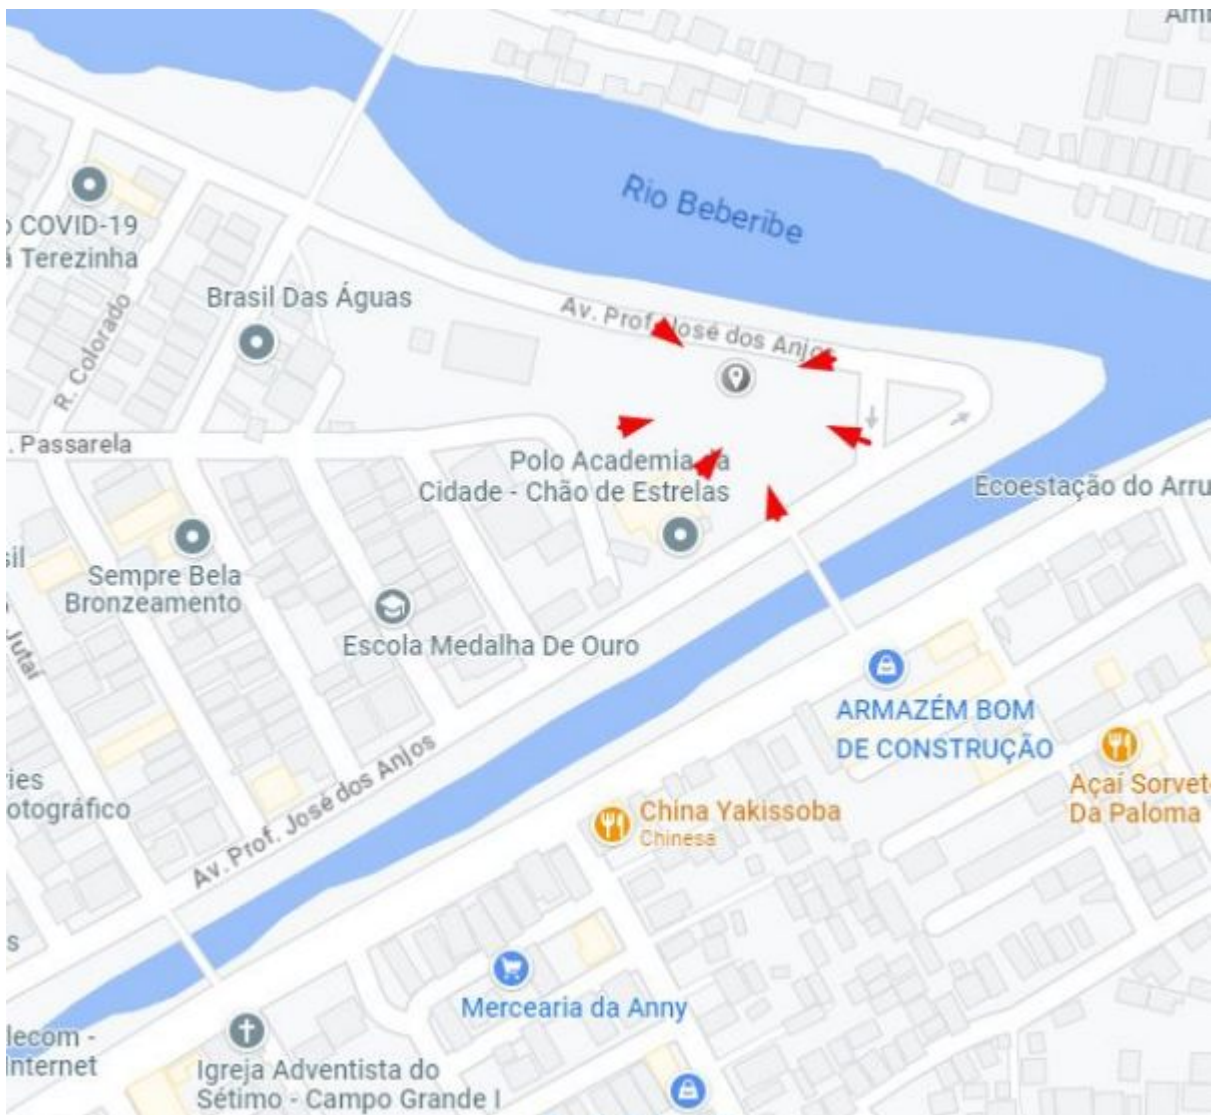 Rio Beberibe
COVID-19
Terezinha
Brasil Das Águas
Av. Prof. José dos Anjos
R. Colorado
. Passarela
Polo Academia da
Cidade - Chão de Estrelas
Ecoestação do Arru
Sempre Bela
Bronzeamento
Escola Medalha De Ouro
Jutaí
ARMAZÉM BOM
DE CONSTRUÇÃO
Açaí Sorvet
Da Paloma
otográfico
China Yakissoba
Chinesa
Av. Prof. José dos Anjos
Mercearia da Anny
lecom -
nternet
Igreja Adventista do
Sétimo - Campo Grande I